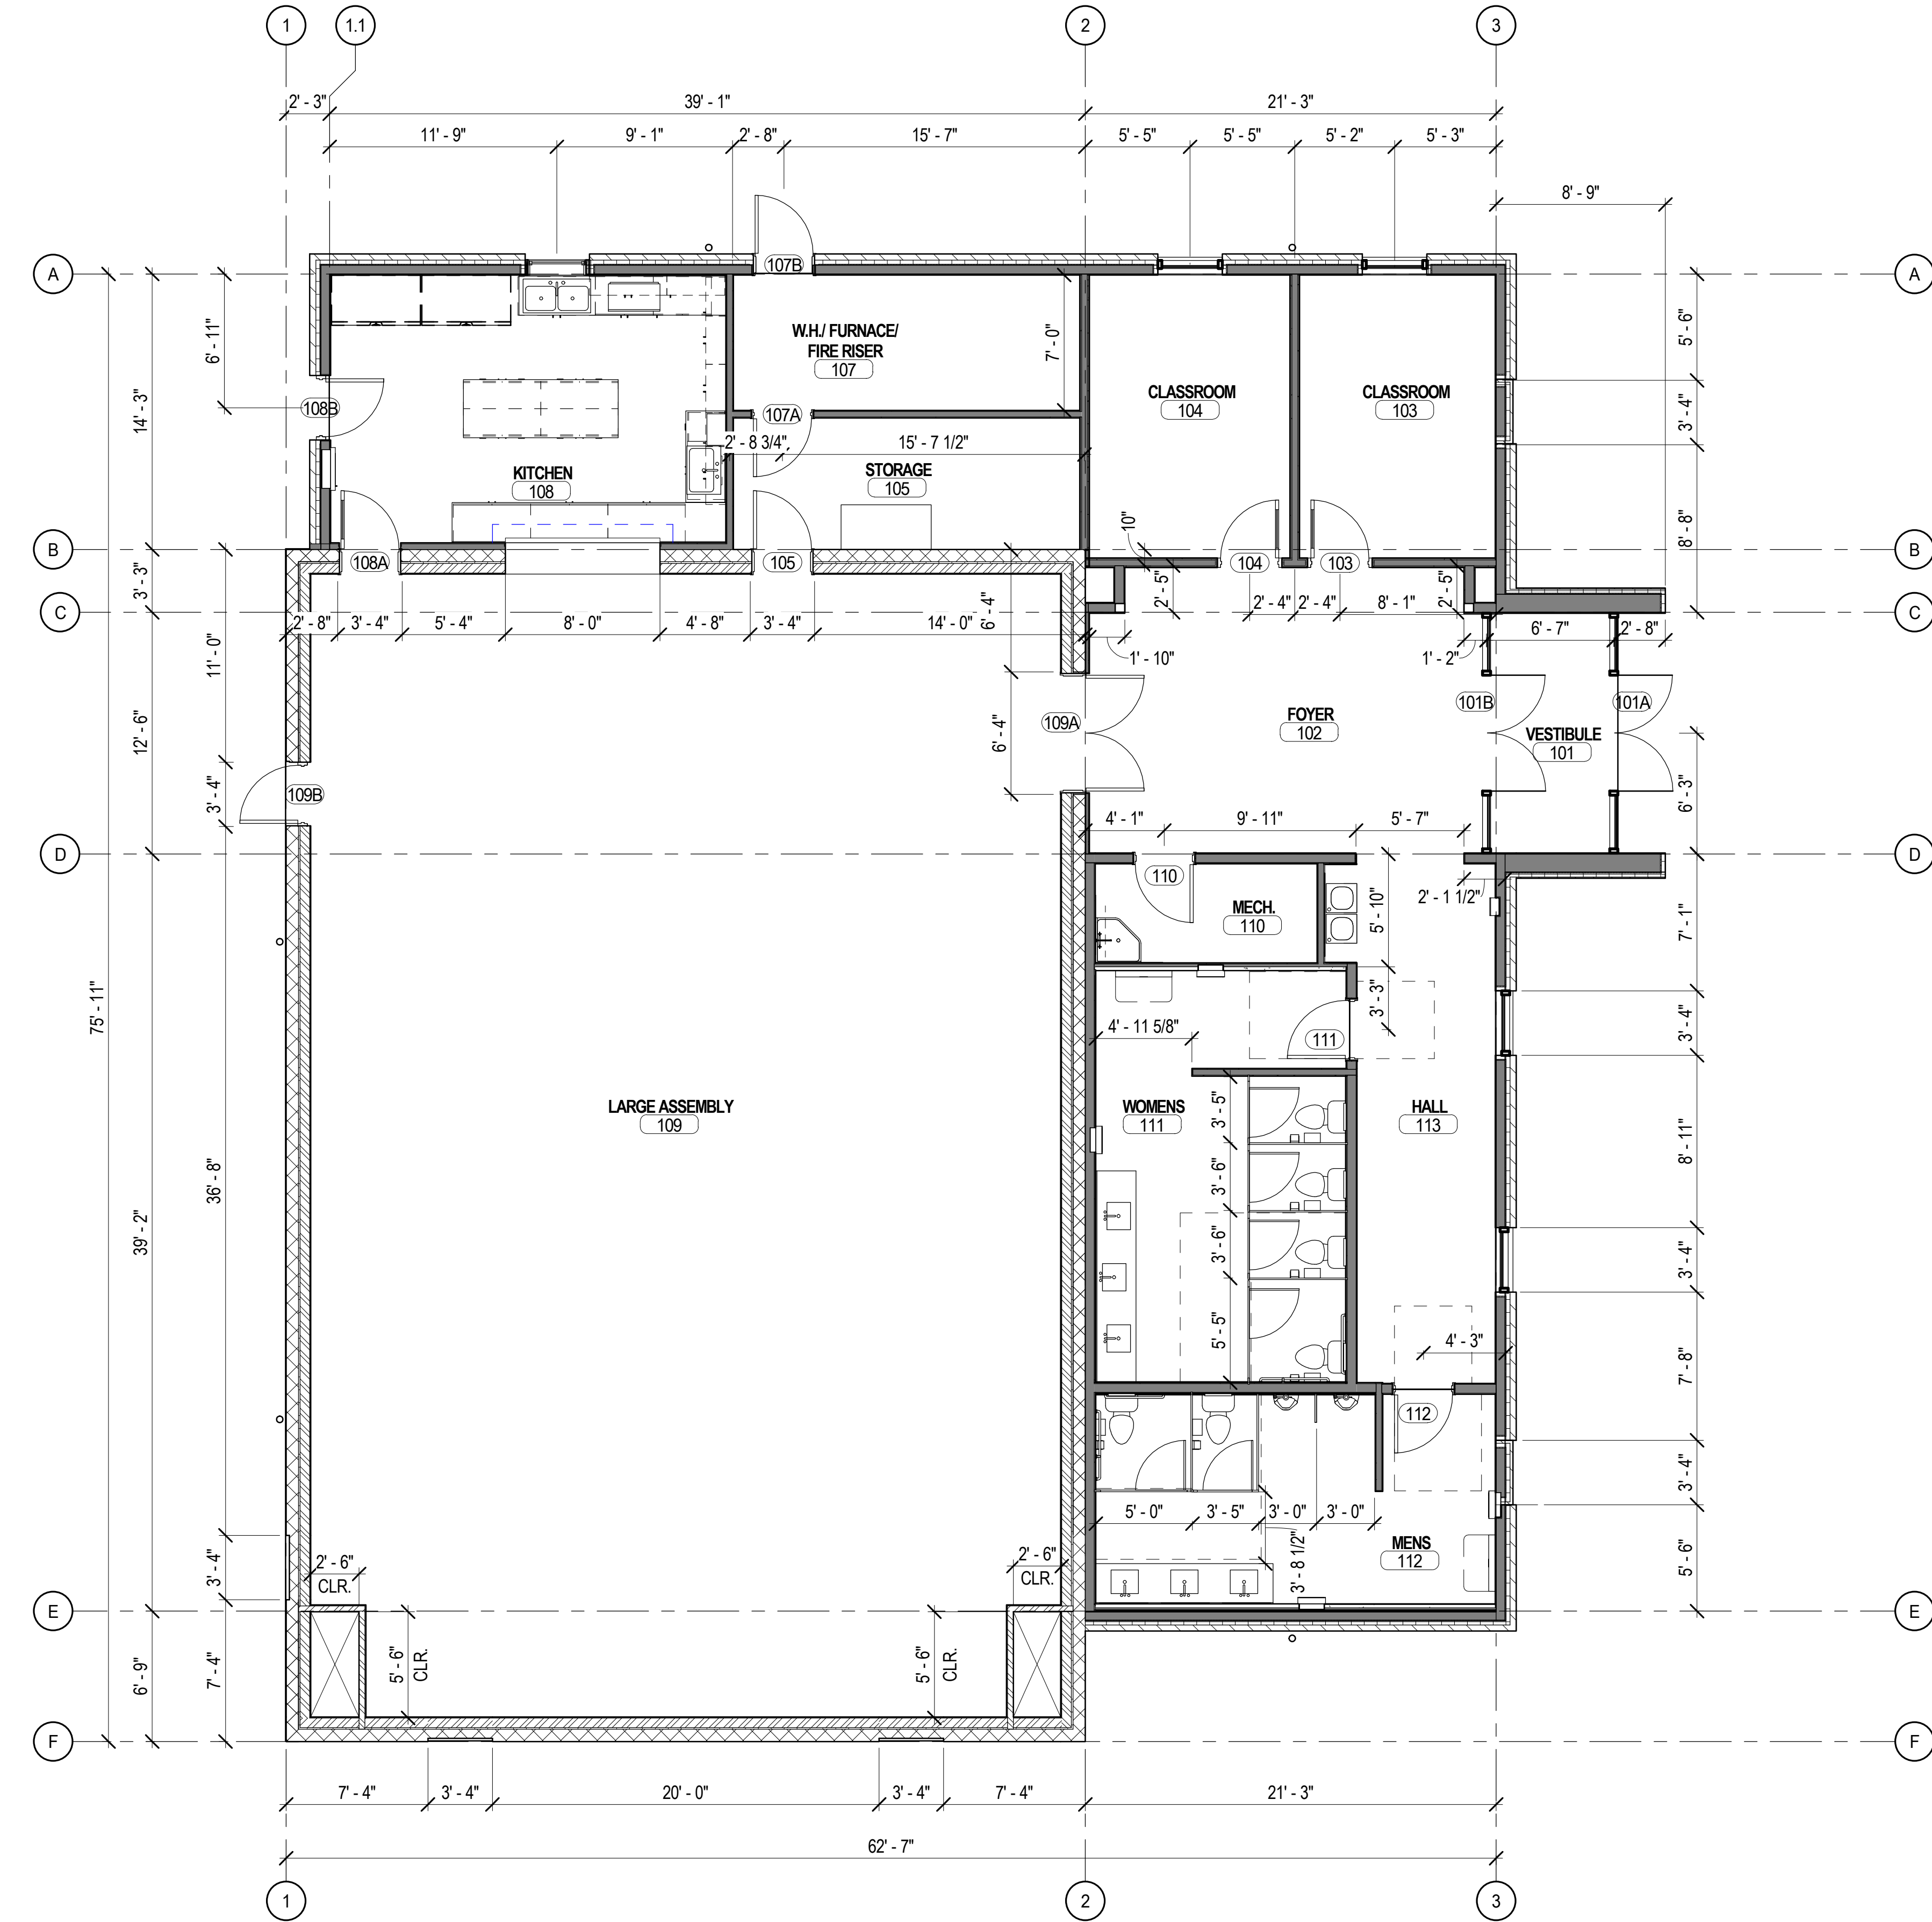 1
1.1
2
3
2' - 3"
39' - 1"
21' - 3"
11' - 9"
9' - 1"
2' - 8"
15' - 7"
5' - 5"
5' - 5"
5' - 2"
5' - 3"
8' - 9"
A
107B
A
6' - 11"
14' - 3"
W.H./ FURNACE/
FIRE RISER
107
7' - 0"
5' - 6"
CLASSROOM
104
CLASSROOM
103
3' - 4"
108B
107A
2' - 8 3/4"
15' - 7 1/2"
KITCHEN
108
STORAGE
105
8' - 8"
10"
B
108A
105
104
103
B
3' - 3"
2' - 5"
2' - 5"
C
C
2' - 8"
3' - 4"
5' - 4"
8' - 0"
4' - 8"
3' - 4"
14' - 0"
6' - 4"
2' - 4"
2' - 4"
8' - 1"
6' - 7"
2' - 8"
11' - 0"
1' - 10"
1' - 2"
12' - 6"
109A
6' - 4"
FOYER
102
101B
101A
VESTIBULE
101
3' - 4"
109B
6' - 3"
4' - 1"
9' - 11"
5' - 7"
D
D
110
MECH.
110
5' - 10"
2' - 1 1/2"
7' - 1"
75' - 11"
3' - 3"
4' - 11 5/8"
111
3' - 4"
LARGE ASSEMBLY
109
WOMENS
111
3' - 5"
HALL
113
8' - 11"
36' - 8"
3' - 6"
39' - 2"
3' - 6"
3' - 4"
5' - 5"
4' - 3"
7' - 8"
112
5' - 0"
3' - 5"
3' - 0"
3' - 0"
3' - 4"
MENS
112
3' - 8 1/2"
3' - 4"
2' - 6"
CLR.
2' - 6"
CLR.
5' - 6"
E
E
6' - 9"
7' - 4"
5' - 6"
CLR.
5' - 6"
CLR.
F
F
7' - 4"
3' - 4"
20' - 0"
3' - 4"
7' - 4"
21' - 3"
62' - 7"
1
2
3